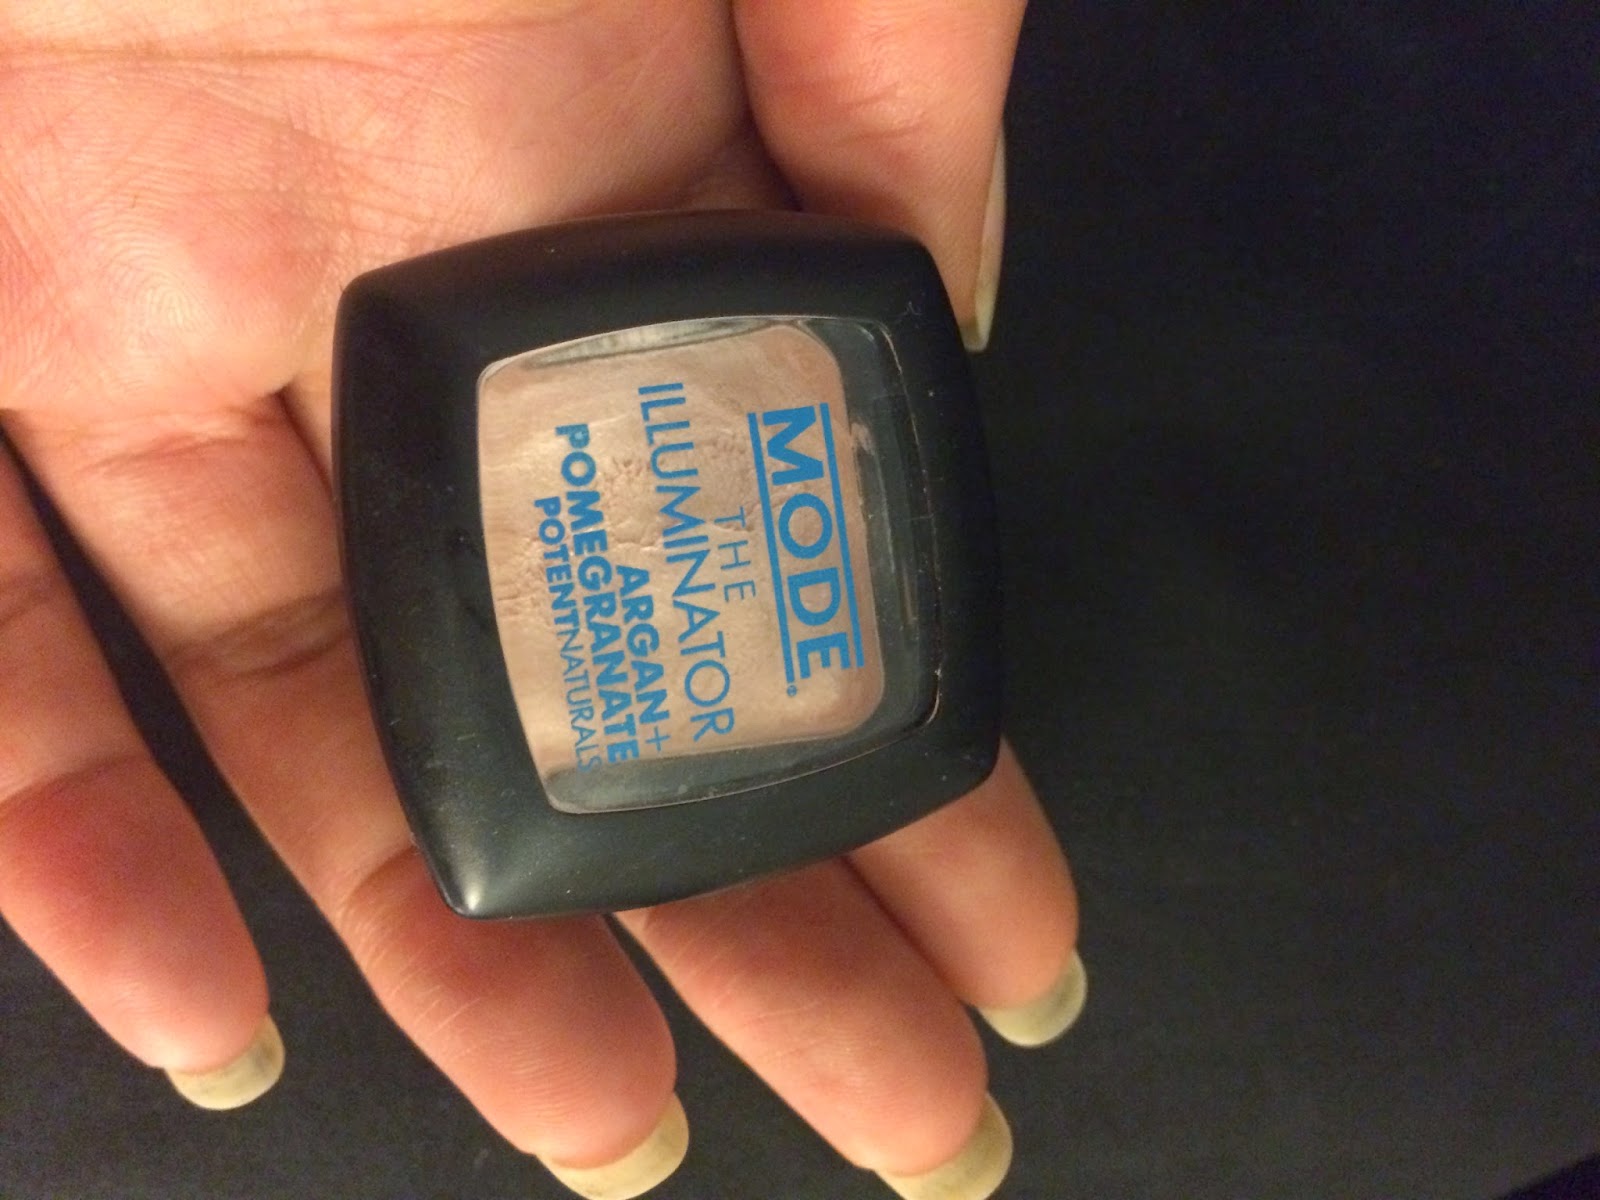 MODE®
THE
ILLUMINATOR
ARGAN+
POMEGRANATE
POTENTNATURALS